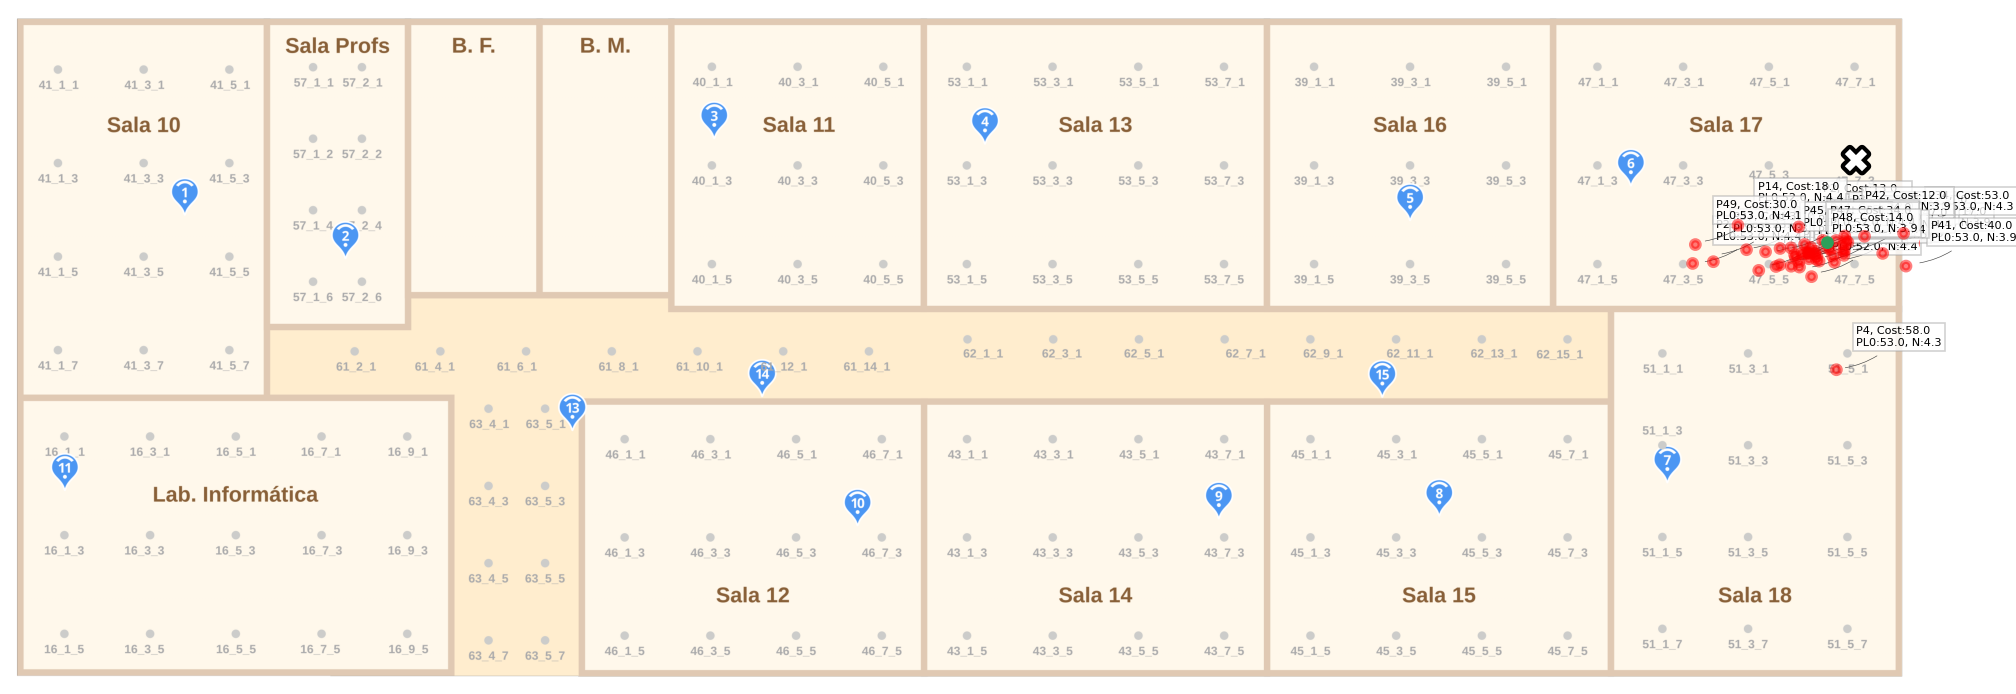 Sala Profs
B. F.
B. M.
41_1_1 41_3_1 41_5_1
57_1_1 57_2_1
40_1_1 40_3_1 40_5_1
53_1_1 53_3_1 53_5_1 53_7_1
39_1_1 39_3_1 39_5_1
47_1_1 47_3_1 47_5_1 47_7_1
3
4
Sala 10
Sala 11
Sala 13
Sala 16
Sala 17
57_1_2 57_2_2
6
41_1_3 41_3_3 41_5_3
1
40_1_3 40_3_3 40_5_3
53_1_3 53_3_3 53_5_3 53_7_3
39_1_3 39_3_3 39_5_3
5
47_1_3 47_3_3 47_5_3
P14, Cost:18.0
P42, Cost:12.0
Cost:53.0
P49, Cost:30.0
PL0:53.0, N:4.1
P48, Cost:14.0
PL0:53.0, N:3.9
P41, Cost:40.0
PL0:53.0, N:3.9
57_1_4
2
41_1_5 41_3_5 41_5_5
40_1_5 40_3_5 40_5_5
53_1_5 53_3_5 53_5_5 53_7_5
39_1_5 39_3_5 39_5_5
47_1_5 47_3_5 47_5_5 47_7_5
57_1_6 57_2_6
P4, Cost:58.0
PL0:53.0, N:4.3
41_1_7 41_3_7 41_5_7
61_2_1 61_4_1 61_6_1 61_8_1 61_10_1 61_14_1
62_1_1 62_3_1 62_5_1 62_7_1 62_9_1 62_11_1 62_13_1 62_15_1
14
15
51_1_1 51_3_1
13
63_4_1 63_5_1
51_1_3
16_1_1 16_3_1 16_5_1 16_7_1 16_9_1
46_1_1 46_3_1 46_5_1 46_7_1
43_1_1 43_3_1 43_5_1 43_7_1
45_1_1 45_3_1 45_5_1 45_7_1
7
51_3_3 51_5_3
11
Lab. Informática
63_4_3 63_5_3
10
9
8
16_1_3 16_3_3 16_5_3 16_7_3 16_9_3
46_1_3 46_3_3 46_5_3 46_7_3
43_1_3 43_3_3 43_5_3 43_7_3
45_1_3 45_3_3 45_5_3 45_7_3
51_1_5 51_3_5 51_5_5
63_4_5 63_5_5
Sala 12
Sala 14
Sala 15
Sala 18
16_1_5 16_3_5 16_5_5 16_7_5 16_9_5
63_4_7 63_5_7
46_1_5 46_3_5 46_5_5 46_7_5
43_1_5 43_3_5 43_5_5 43_7_5
45_1_5 45_3_5 45_5_5 45_7_5
51_1_7 51_3_7 51_5_7